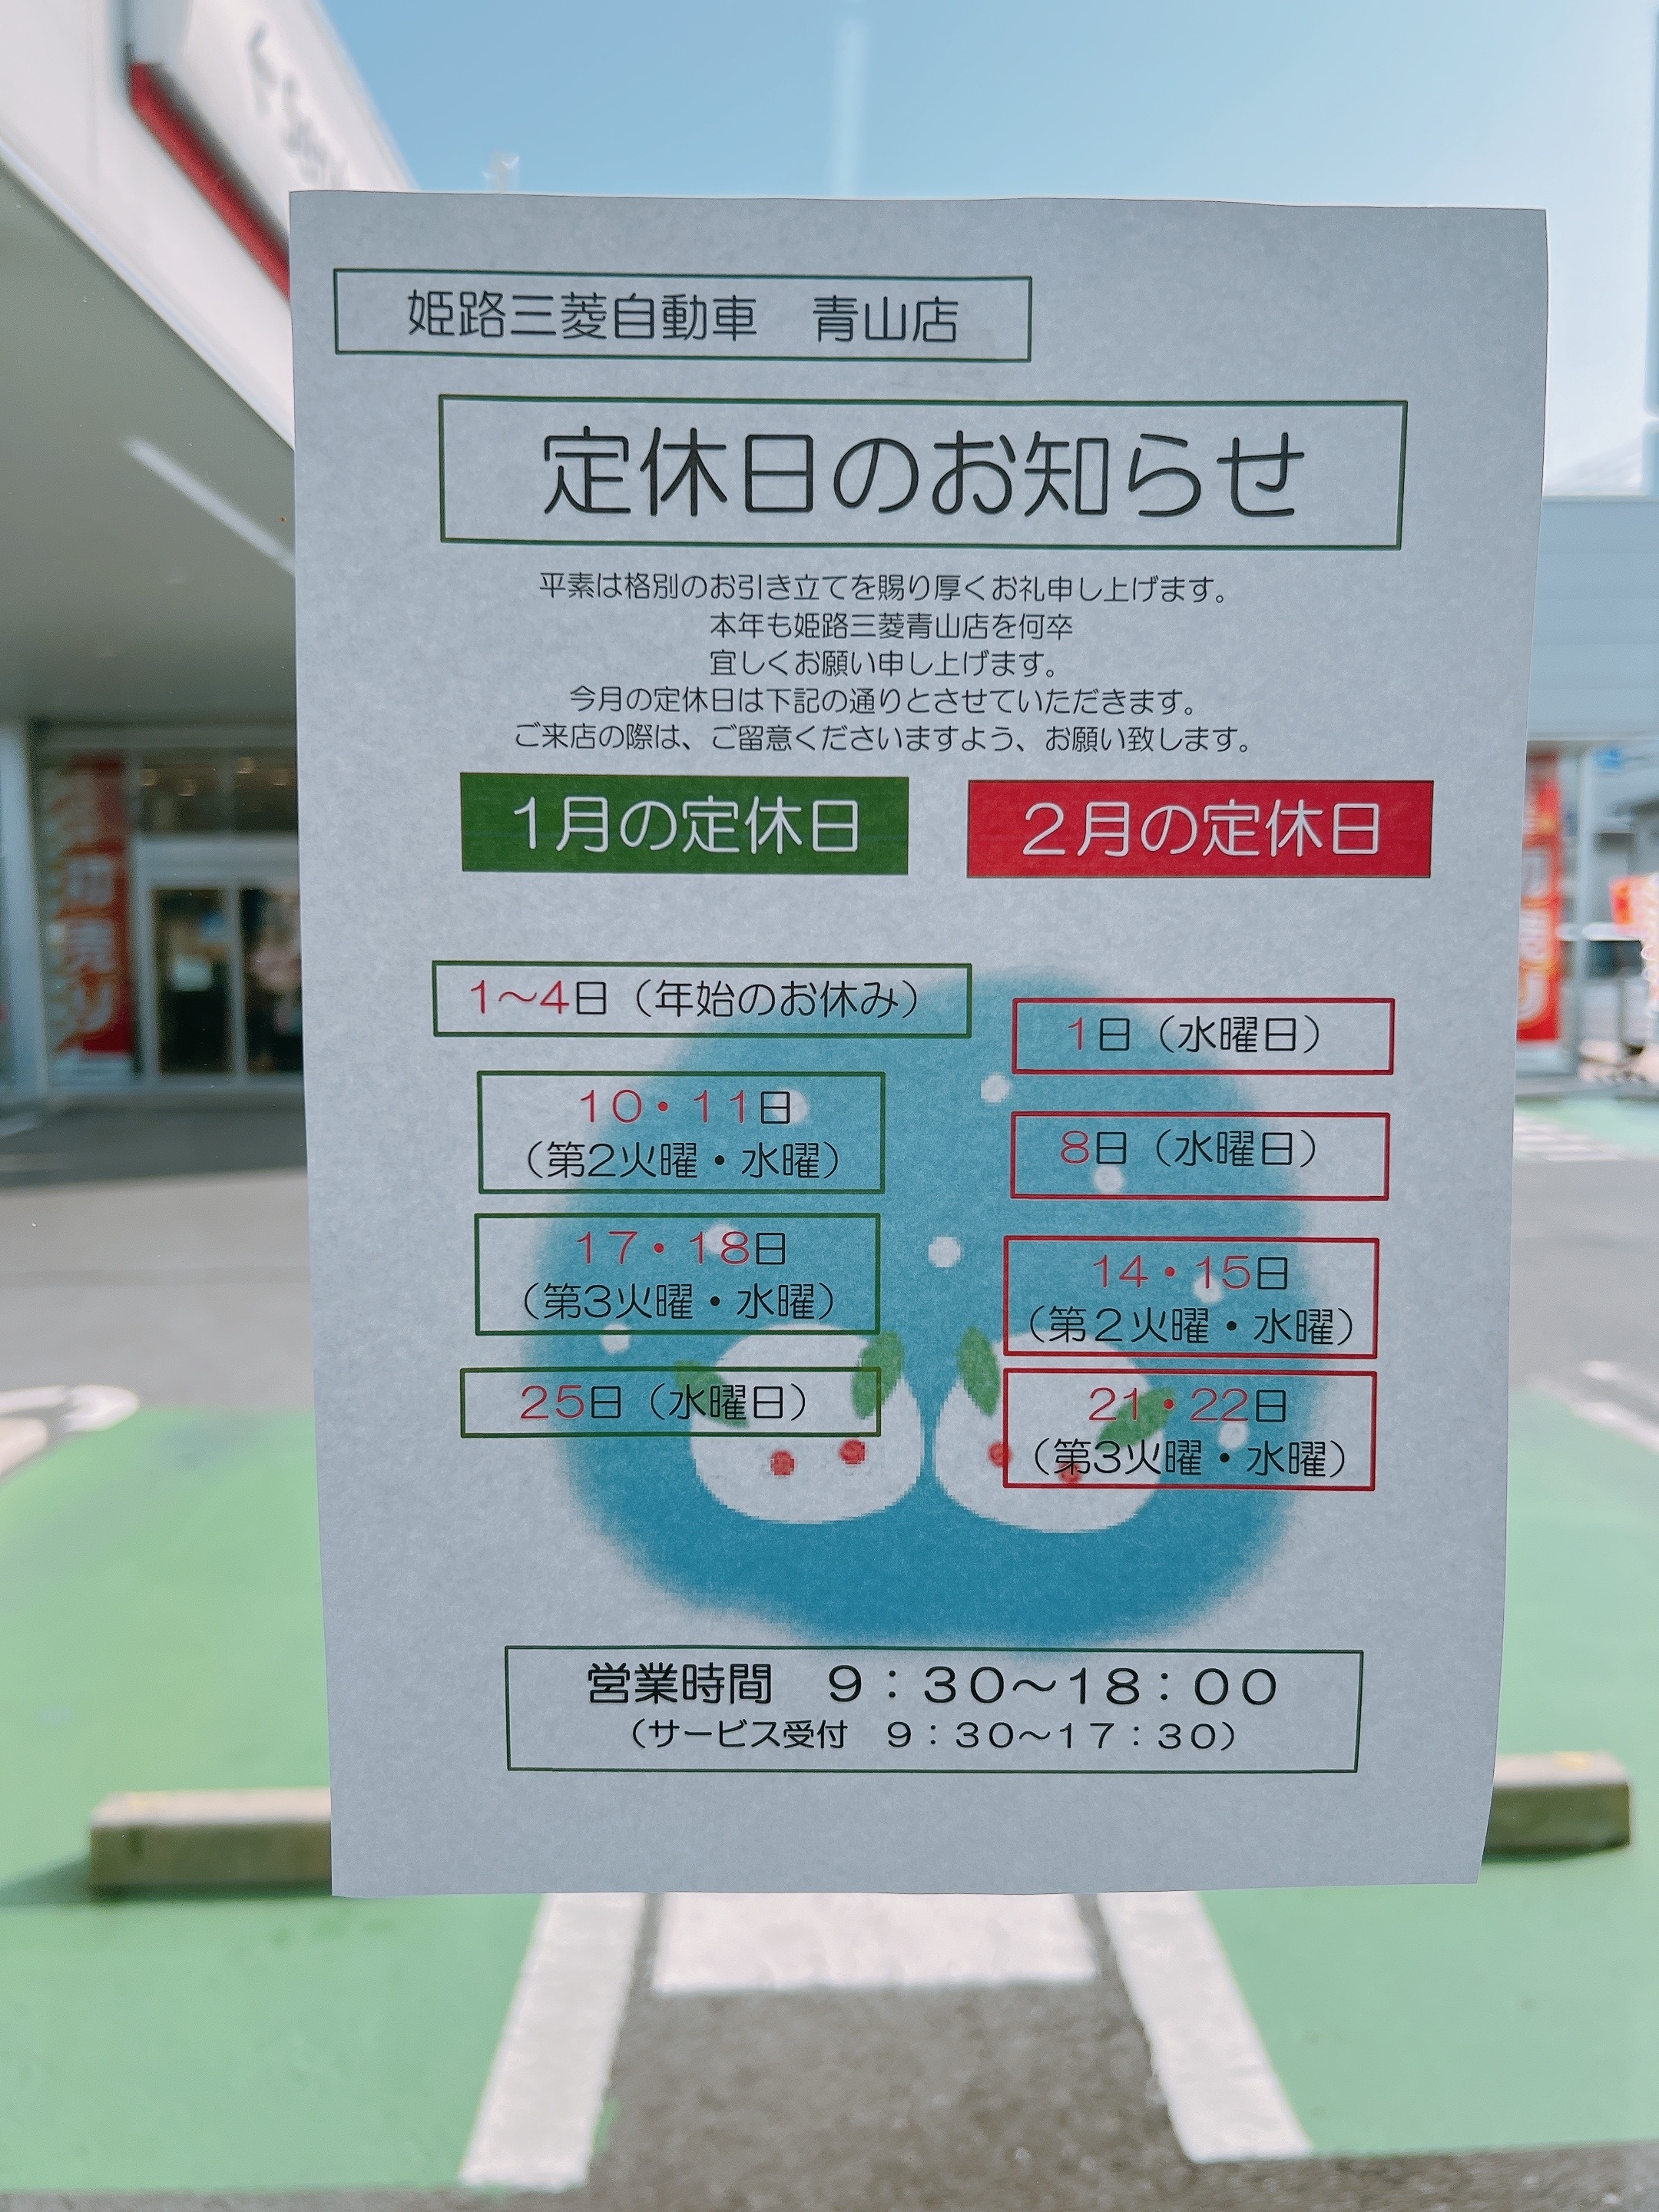 姫路三菱自動車　青山店
定休日のお知らせ
平素は格別のお引き立てを賜り厚くお礼申し上げます。
本年も姫路三菱青山店を何卒
宜しくお願い申し上げます。
今月の定休日は下記の通りとさせていただきます。
ご来店の際は、ご留意くださいますよう、お願い致します。
1月の定休日
1～4日（年始のお休み）
10・11日
（第2火曜・水曜）
17・18日
（第3火曜・水曜）
25日（水曜日）
２月の定休日
1日（水曜日）
8日（水曜日）
14・15日
（第２火曜・水曜）
21・22日
（第3火曜・水曜）
営業時間　９：３０～１８：００
（サービス受付　９：３０～１７：３０）
初売り